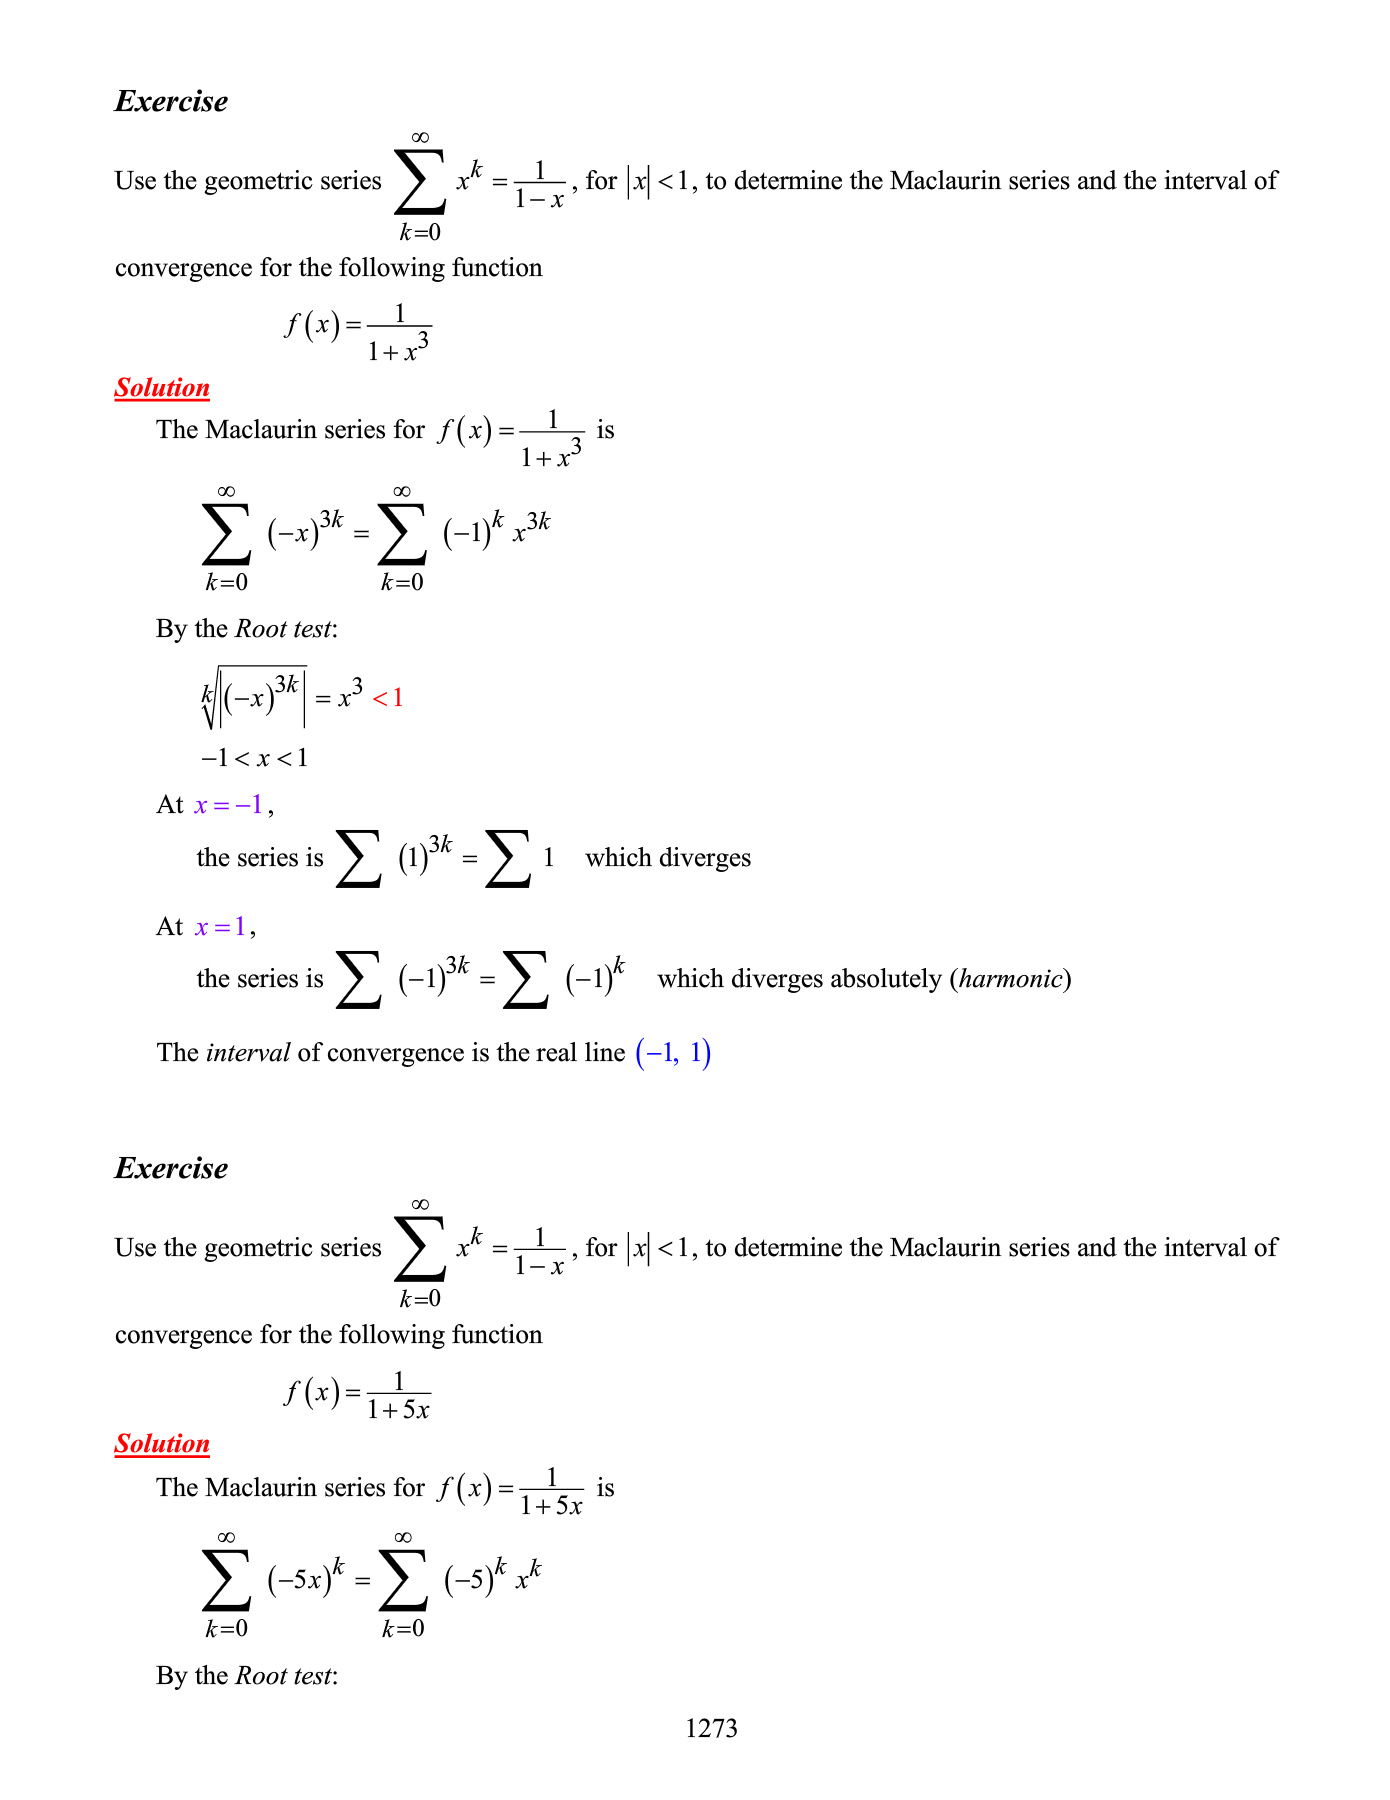 Exercise
Use the geometric series $\sum_{k=0}^{\infty} x^k = \frac{1}{1-x}$, for $|x| < 1$, to determine the Maclaurin series and the interval of
convergence for the following function
$f(x) = \frac{1}{1+x^3}$
Solution
The Maclaurin series for $f(x) = \frac{1}{1+x^3}$ is
$\sum_{k=0}^{\infty} (-x)^{3k} = \sum_{k=0}^{\infty} (-1)^k x^{3k}$
By the Root test:
$\sqrt[k]{\left|(-x)^{3k}\right|} = x^3 < 1$
$-1 < x < 1$
At $x = -1$,
the series is $\sum (1)^{3k} = \sum 1$ which diverges
At $x = 1$,
the series is $\sum (-1)^{3k} = \sum (-1)^k$ which diverges absolutely (harmonic)
The interval of convergence is the real line $(-1, 1)$
Exercise
Use the geometric series $\sum_{k=0}^{\infty} x^k = \frac{1}{1-x}$, for $|x| < 1$, to determine the Maclaurin series and the interval of
convergence for the following function
$f(x) = \frac{1}{1+5x}$
Solution
The Maclaurin series for $f(x) = \frac{1}{1+5x}$ is
$\sum_{k=0}^{\infty} (-5x)^k = \sum_{k=0}^{\infty} (-5)^k x^k$
By the Root test:
1273